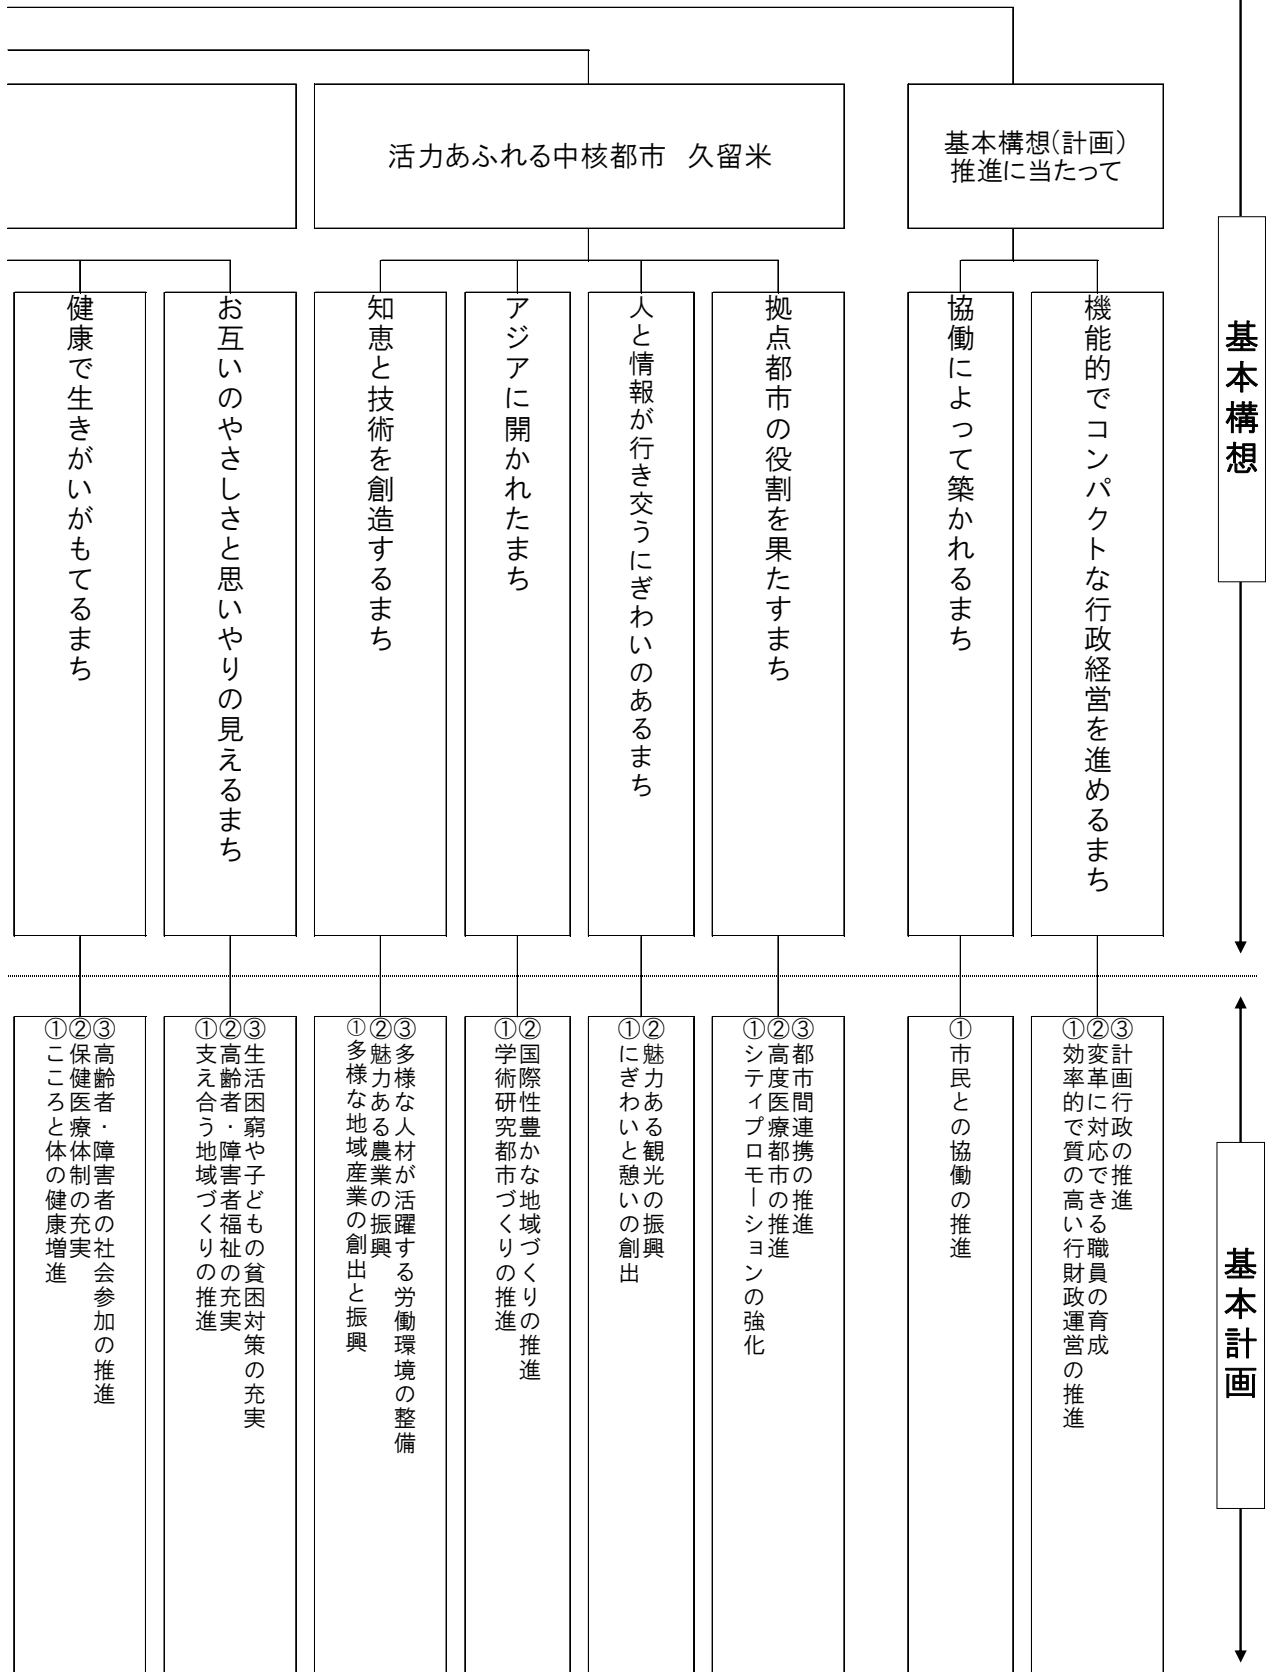 活力あふれる中核都市　久留米
基本構想(計画)
推進に当たって
健康で生きがいがもてるまち
お互いのやさしさと思いやりの見えるまち
知恵と技術を創造するまち
アジアに開かれたまち
人と情報が行き交うにぎわいのあるまち
拠点都市の役割を果たすまち
協働によって築かれるまち
機能的でコンパクトな行政経営を進めるまち
基本構想
①こころと体の健康増進
②保健医療体制の充実
③高齢者・障害者の社会参加の推進
①支え合う地域づくりの推進
②高齢者・障害者福祉の充実
③生活困窮や子どもの貧困対策の充実
①多様な地域産業の創出と振興
②魅力ある農業の振興
③多様な人材が活躍する労働環境の整備
①学術研究都市づくりの推進
②国際性豊かな地域づくりの推進
①にぎわいと憩いの創出
②魅力ある観光の振興
①シティプロモーションの強化
②高度医療都市の推進
③都市間連携の推進
①市民との協働の推進
①効率的で質の高い行財政運営の推進
②変革に対応できる職員の育成
③計画行政の推進
基本計画